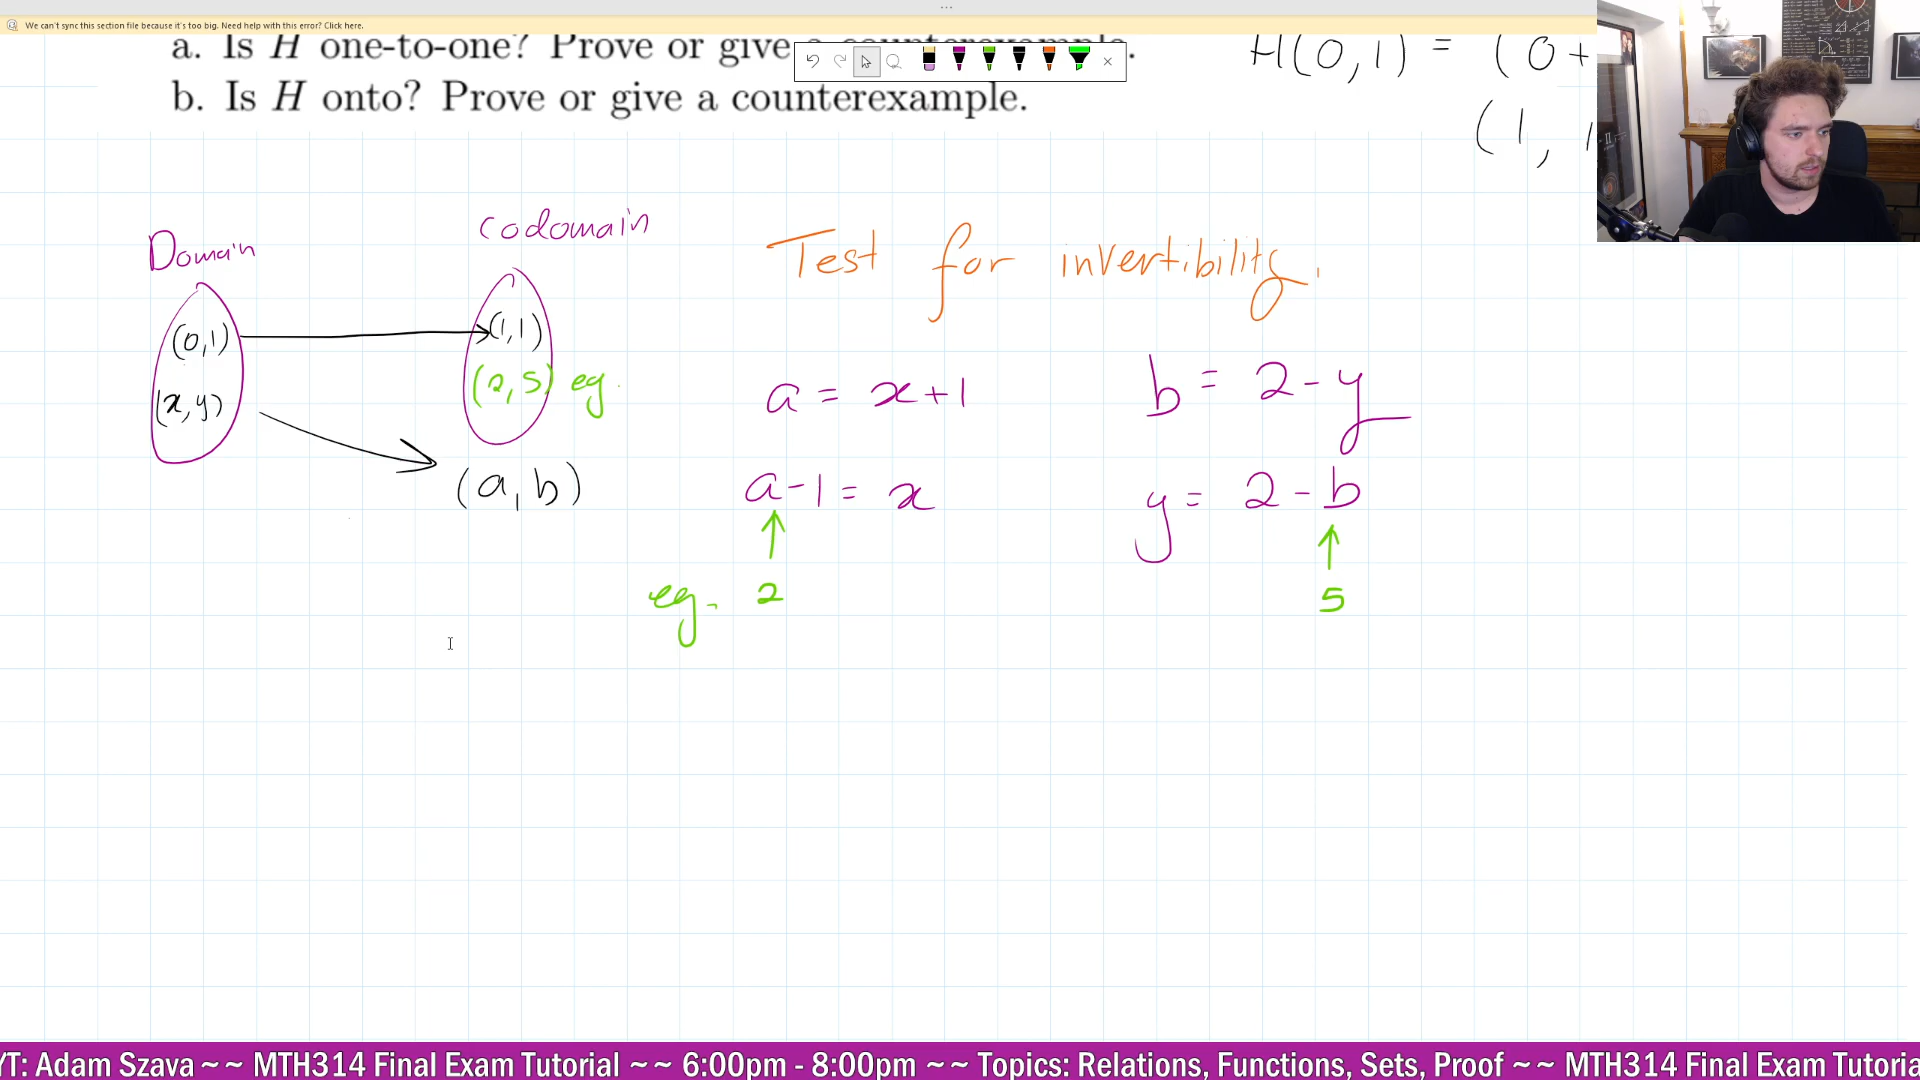 We can't sync this section file because it's too big. Need help with this error? Click here.
a. Is H one-to-one? Prove or give a counterexample.
b. Is H onto? Prove or give a counterexample.
H(0,1) = (0+
(1, 1
Domain
codomain
Test for invertibility.
(0,1)
(1,1)
(x,y)
(2,5) eg.
(a,b)
a = x+1
b = 2-y
a-1 = x
y = 2-b
eg. 2
5
YT: Adam Szava ~~ MTH314 Final Exam Tutorial ~~ 6:00pm - 8:00pm ~~ Topics: Relations, Functions, Sets, Proof ~~ MTH314 Final Exam Tutoria